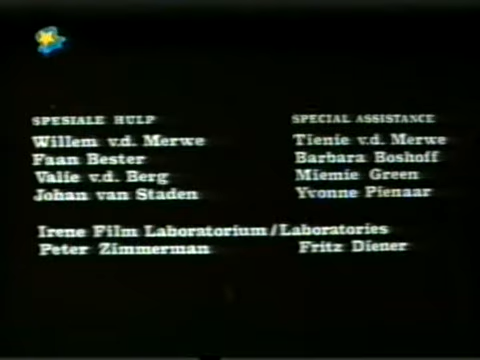 SPESIALE HULP SPECIAL ASSISTANCE
Willem v.d. Merwe Tienie v.d. Merwe
Faan Bester Barbara Boshoff
Valie v.d. Berg Miemie Green
Johan van Staden Yvonne Pienaar
Irene Film Laboratorium/Laboratories
Peter Zimmerman Fritz Diener